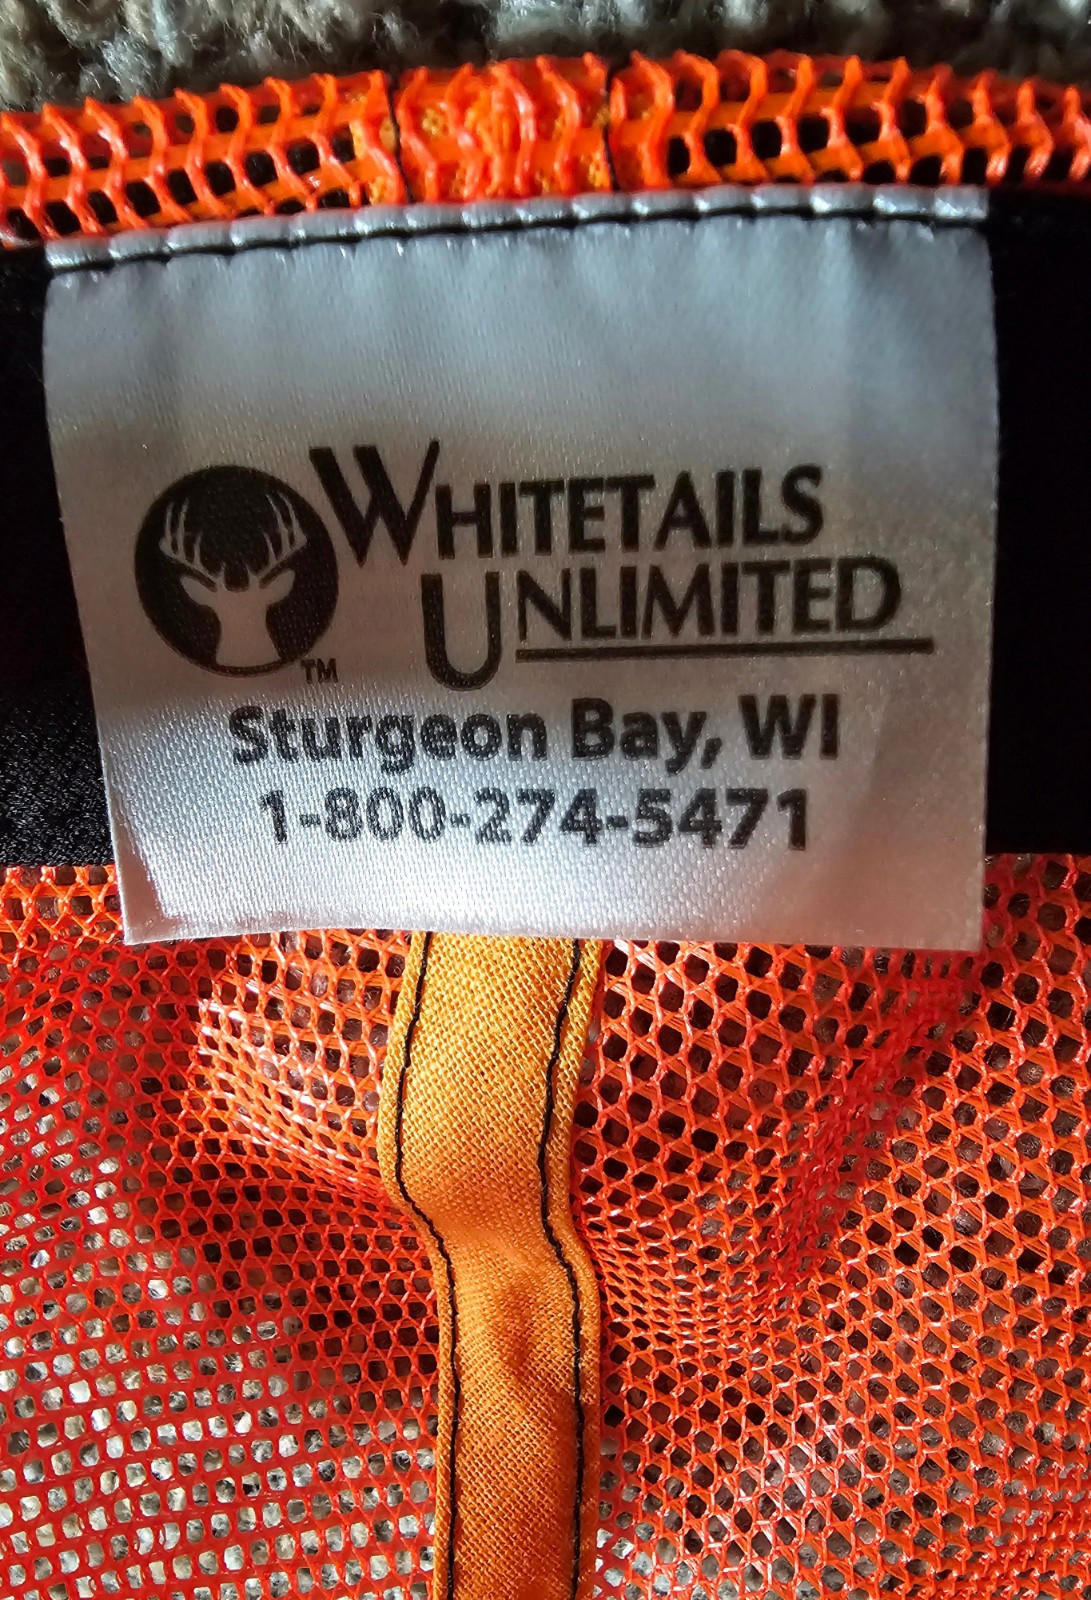 WHITETAILS
UNLIMITED
TM
Sturgeon Bay, WI
1-800-274-5471